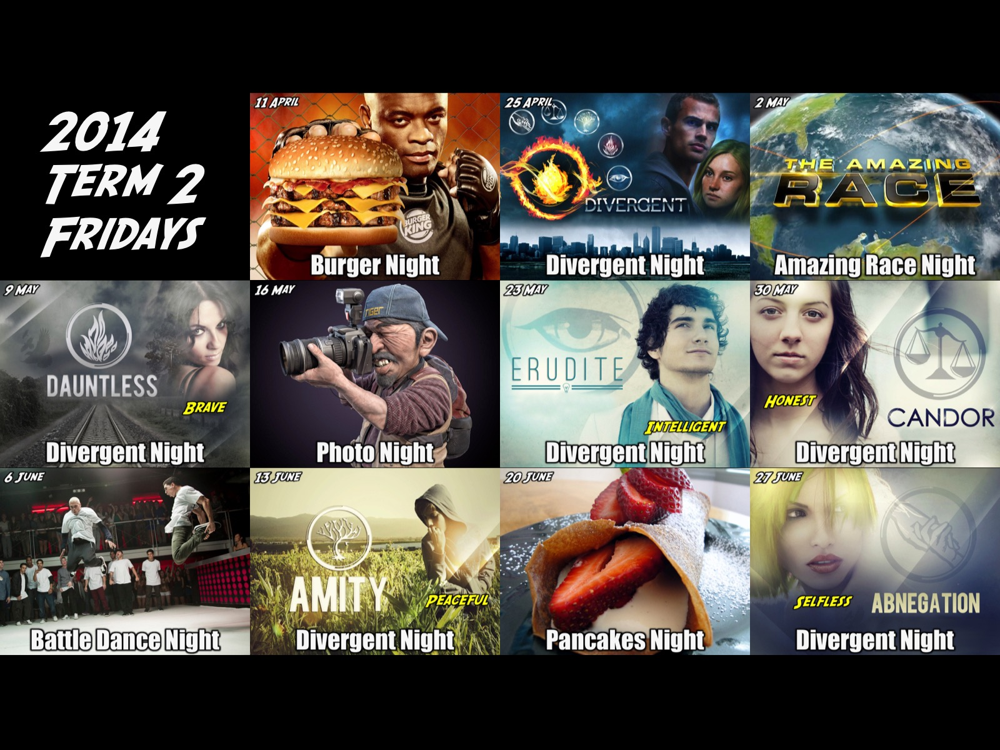 2014
TERM 2
FRIDAYS
11 APRIL
BURGER
KING
Burger Night
25 APRIL
DIVERGENT
Divergent Night
2 MAY
THE AMAZING
RACE
Amazing Race Night
9 MAY
DAUNTLESS
BRAVE
Divergent Night
16 MAY
TIGER
Photo Night
23 MAY
ERUDITE
INTELLIGENT
Divergent Night
30 MAY
HONEST
CANDOR
Divergent Night
6 JUNE
Battle Dance Night
13 JUNE
AMITY
PEACEFUL
Divergent Night
20 JUNE
Pancakes Night
27 JUNE
SELFLESS
ABNEGATION
Divergent Night